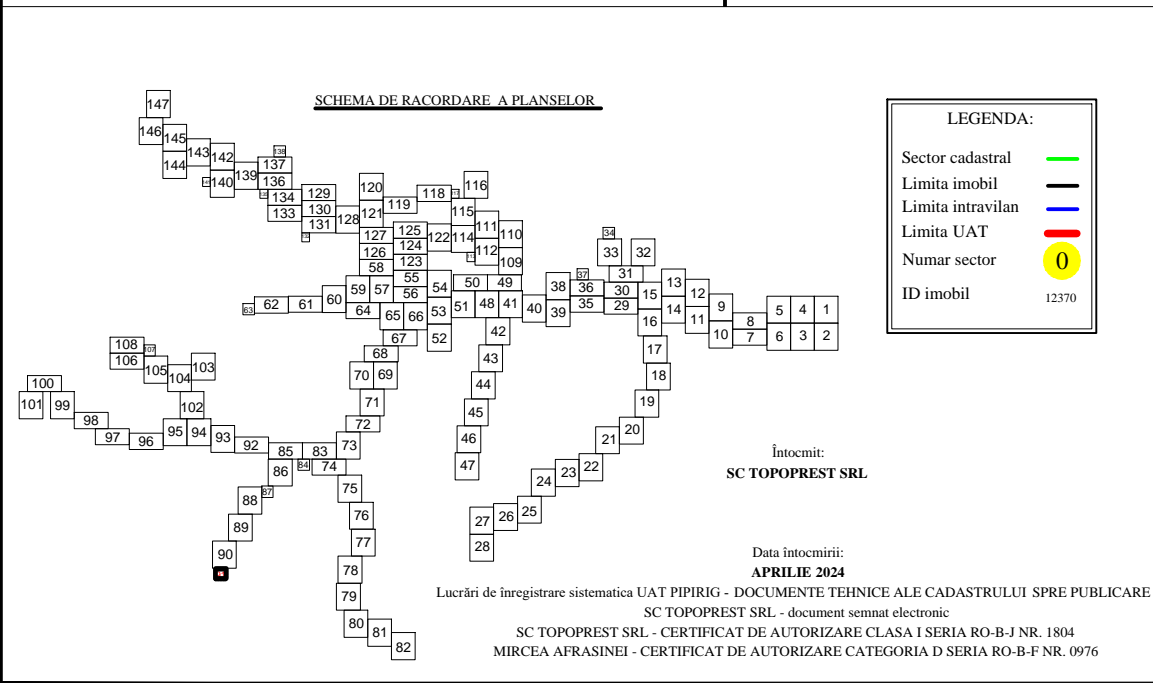 SCHEMA DE RACORDARE A PLANSELOR
147
146 145
143 142 138
144 139 137
141 140 136 120 116
134 129 119 118 117
133 130 128 121 115
131 111 110
132 127 125 122 114
126 124 112
58 123 113 109
34
33 32
31
59 57 55 54 50 49 38 37 36 30 15 13 12
56
63 62 61 60 64 65 66 53 51 48 41 40 39 35 29 14 9 5 4 1
16 11 8
67 52 42 10 7 6 3 2
108 107 68 43 17
106 105 104 103 70 69 44 18
100
101 99 102 71 45 19
98 72 46 20
97 96 95 94 93 92 85 83 73 21
86 84 74 47 24 23 22
88 87 75
89 76 27 26 25
90 77 28
78
79
80 81 82
LEGENDA:
Sector cadastral
Limita imobil
Limita intravilan
Limita UAT
Numar sector 0
ID imobil 12370
Întocmit:
SC TOPOPREST SRL
Data întocmirii:
APRILIE 2024
Lucrări de înregistrare sistematica UAT PIPIRIG - DOCUMENTE TEHNICE ALE CADASTRULUI SPRE PUBLICARE
SC TOPOPREST SRL - document semnat electronic
SC TOPOPREST SRL - CERTIFICAT DE AUTORIZARE CLASA I SERIA RO-B-J NR. 1804
MIRCEA AFRASINEI - CERTIFICAT DE AUTORIZARE CATEGORIA D SERIA RO-B-F NR. 0976